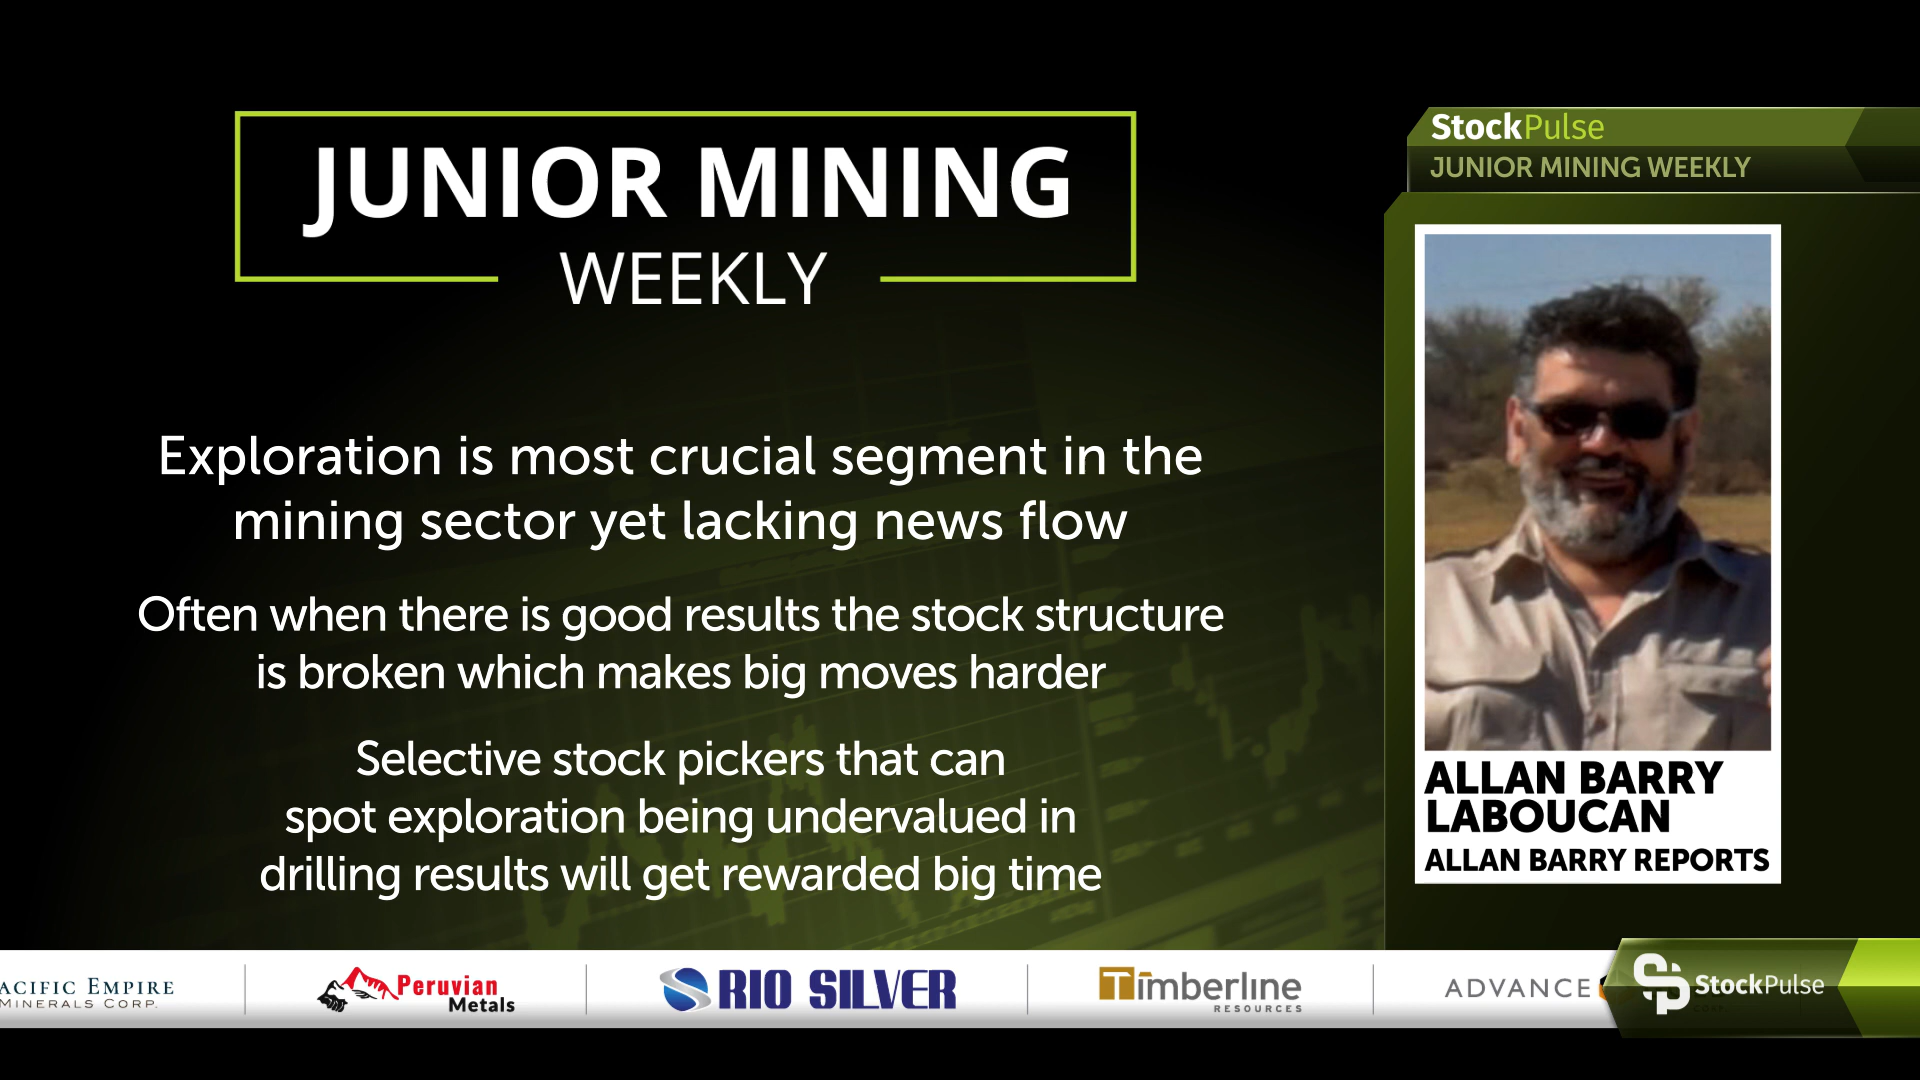 JUNIOR MINING
WEEKLY
Exploration is most crucial segment in the
mining sector yet lacking news flow
Often when there is good results the stock structure
is broken which makes big moves harder
Selective stock pickers that can
spot exploration being undervalued in
drilling results will get rewarded big time
StockPulse
JUNIOR MINING WEEKLY
ALLAN BARRY
LABOUCAN
ALLAN BARRY REPORTS
ACIFIC EMPIRE
MINERALS CORP.
Peruvian
Metals
RIO SILVER
Timberline
RESOURCES
ADVANCE
StockPulse